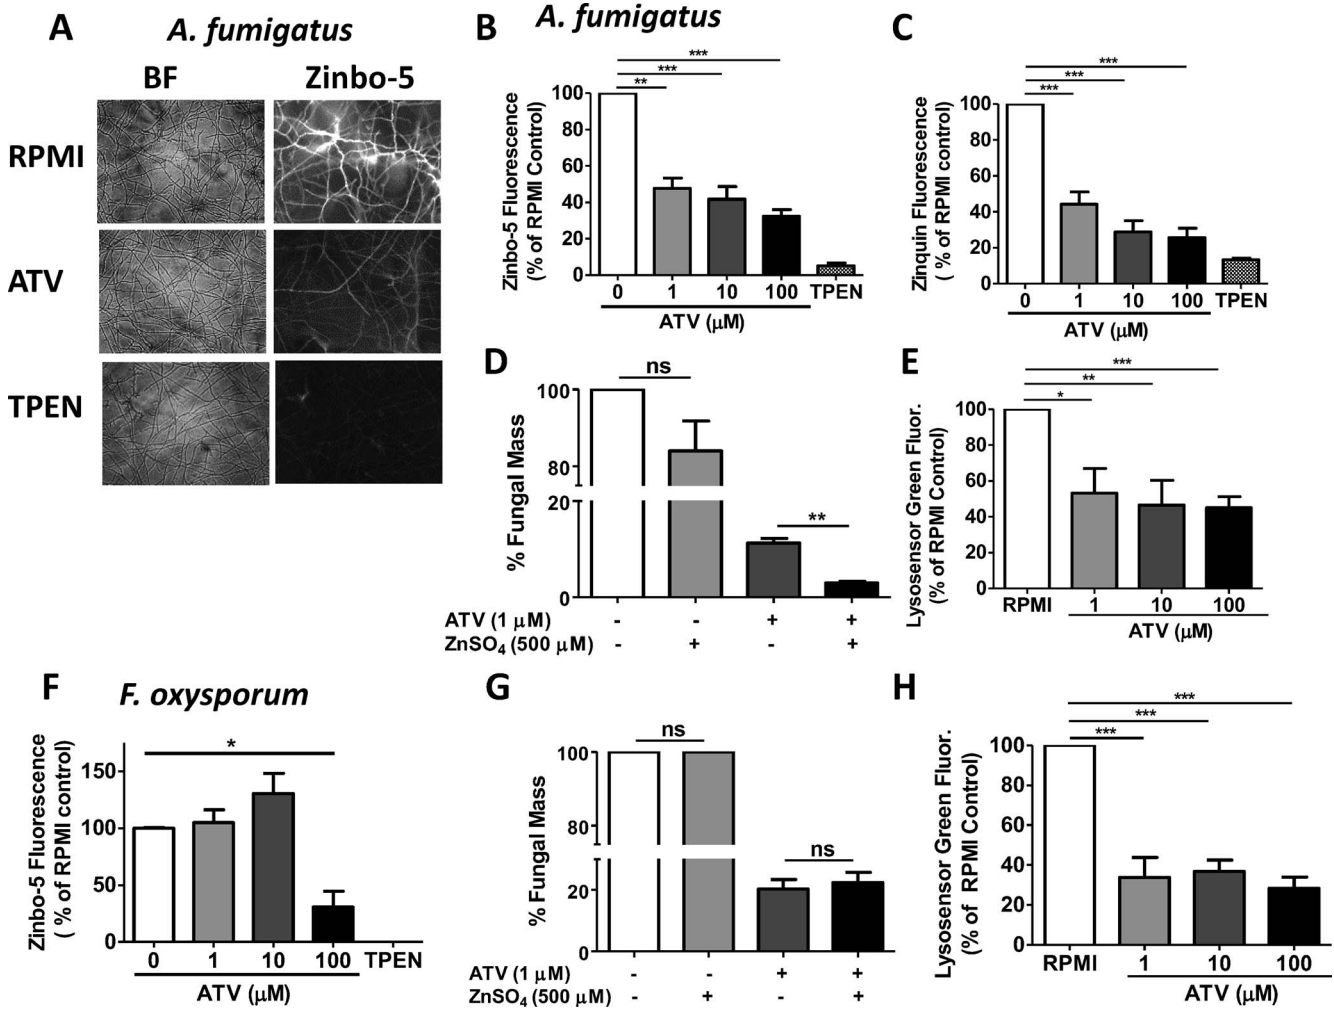 A
A. fumigatus
BF
Zinbo-5
RPMI
ATV
TPEN
B
A. fumigatus
***
***
**
Zinbo-5 Fluorescence
(% of RPMI Control)
100
80
60
40
20
0
0 1 10 100 TPEN
ATV (μM)
C
***
***
***
Zinquin Fluorescence
( % of RPMI control)
100
80
60
40
20
0
0 1 10 100 TPEN
ATV (μM)
D
ns
**
% Fungal Mass
100
80
20
0
ATV (1 μM) - - + +
ZnSO4 (500 μM) - + - +
E
***
**
*
Lysosensor Green Fluor.
(% of RPMI Control)
100
80
60
40
20
0
RPMI 1 10 100
ATV (μM)
F
F. oxysporum
*
Zinbo-5 Fluorescence
( % of RPMI control)
150
100
50
0
0 1 10 100 TPEN
ATV (μM)
G
ns
ns
% Fungal Mass
100
80
20
0
ATV (1 μM) - - + +
ZnSO4 (500 μM) - + - +
H
***
***
***
Lysosensor Green Fluor.
(% of RPMI Control)
100
80
60
40
20
0
RPMI 1 10 100
ATV (μM)